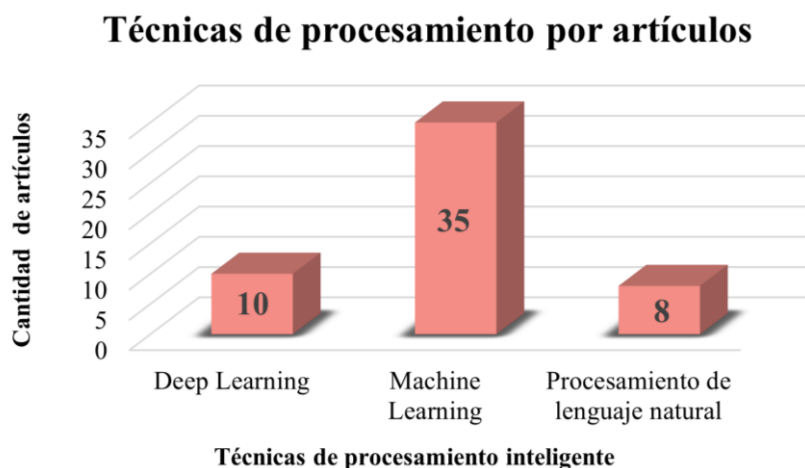 Técnicas de procesamiento por artículos
Cantidad de artículos
35
30
25
20
15
10
5
0
10
35
8
Deep Learning
Machine
Learning
Procesamiento de
lenguaje natural
Técnicas de procesamiento inteligente